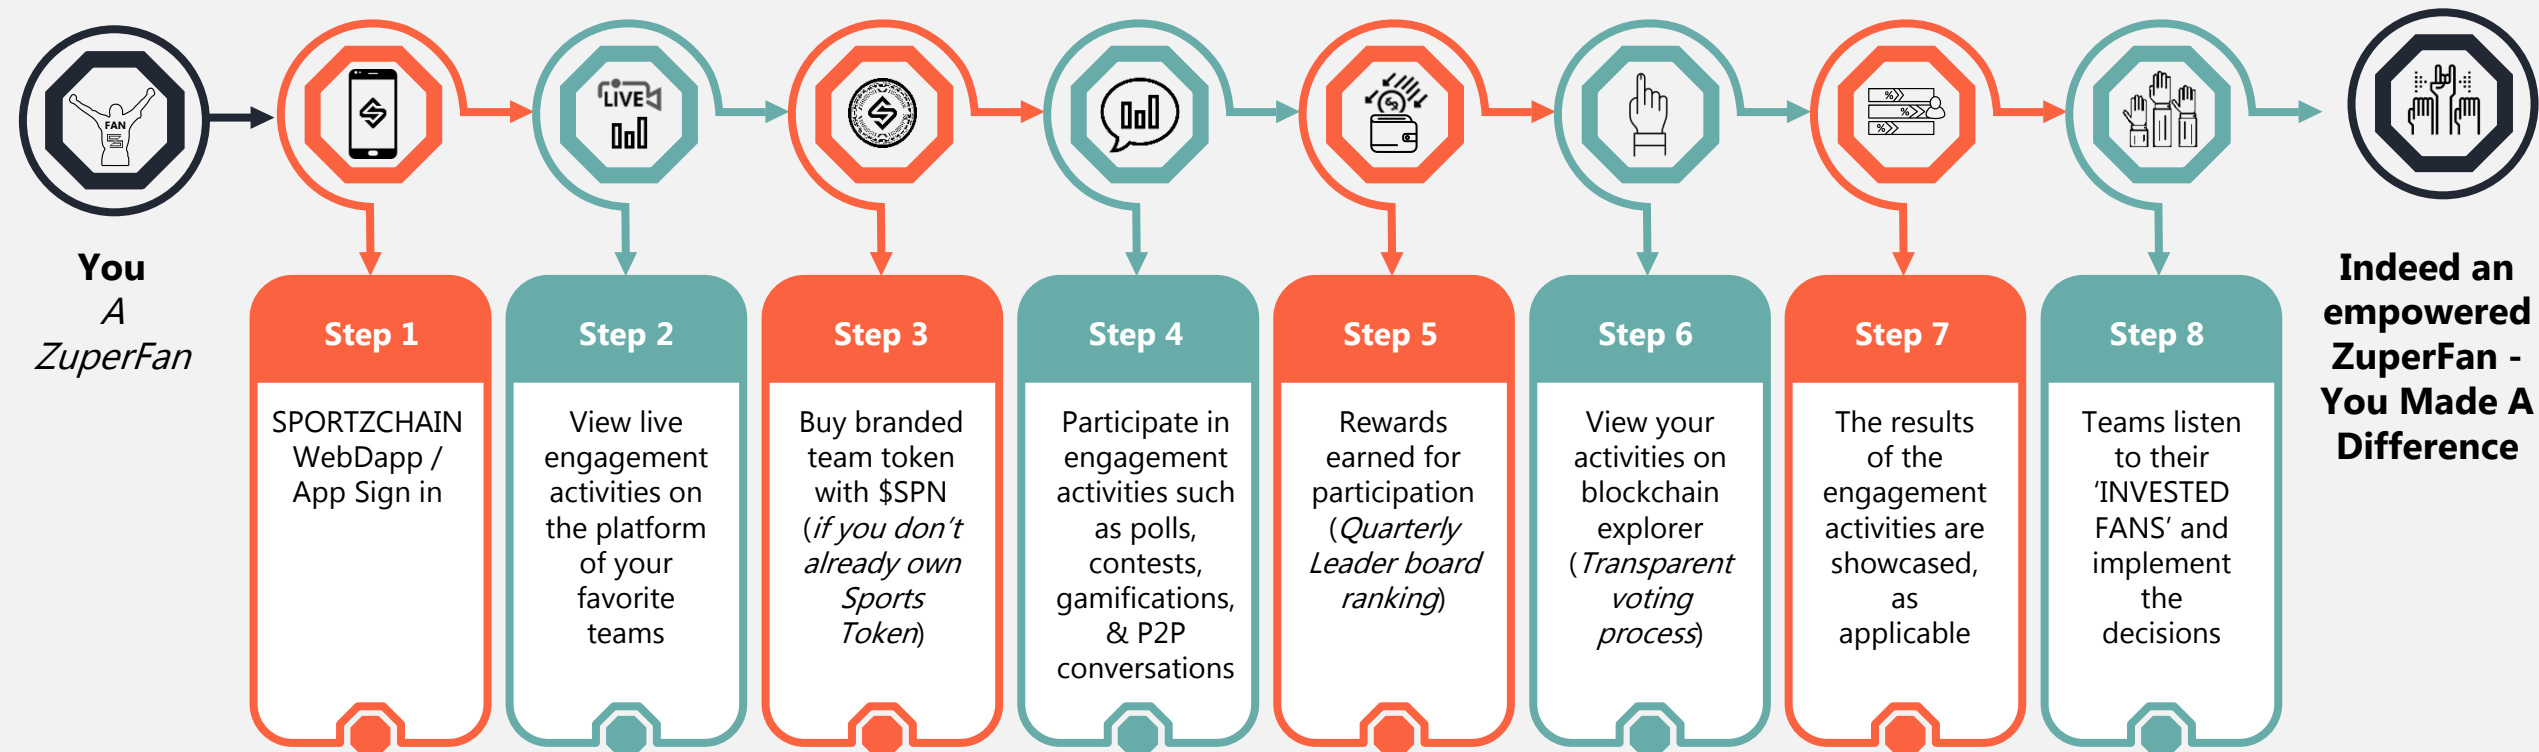 FAN
LIVE
%
%
%
You
A
ZuperFan
Step 1
SPORTZCHAIN
WebDapp /
App Sign in
Step 2
View live
engagement
activities on
the platform
of your
favorite
teams
Step 3
Buy branded
team token
with $SPN
(if you don’t
already own
Sports
Token)
Step 4
Participate in
engagement
activities such
as polls,
contests,
gamifications,
& P2P
conversations
Step 5
Rewards
earned for
participation
(Quarterly
Leader board
ranking)
Step 6
View your
activities on
blockchain
explorer
(Transparent
voting
process)
Step 7
The results
of the
engagement
activities are
showcased,
as
applicable
Step 8
Teams listen
to their
‘INVESTED
FANS’ and
implement
the
decisions
Indeed an
empowered
ZuperFan -
You Made A
Difference